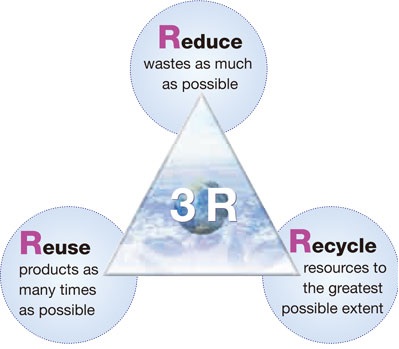 Reduce
wastes as much
as possible
3R
Reuse
products as
many times
as possible
Recycle
resources to
the greatest
possible extent